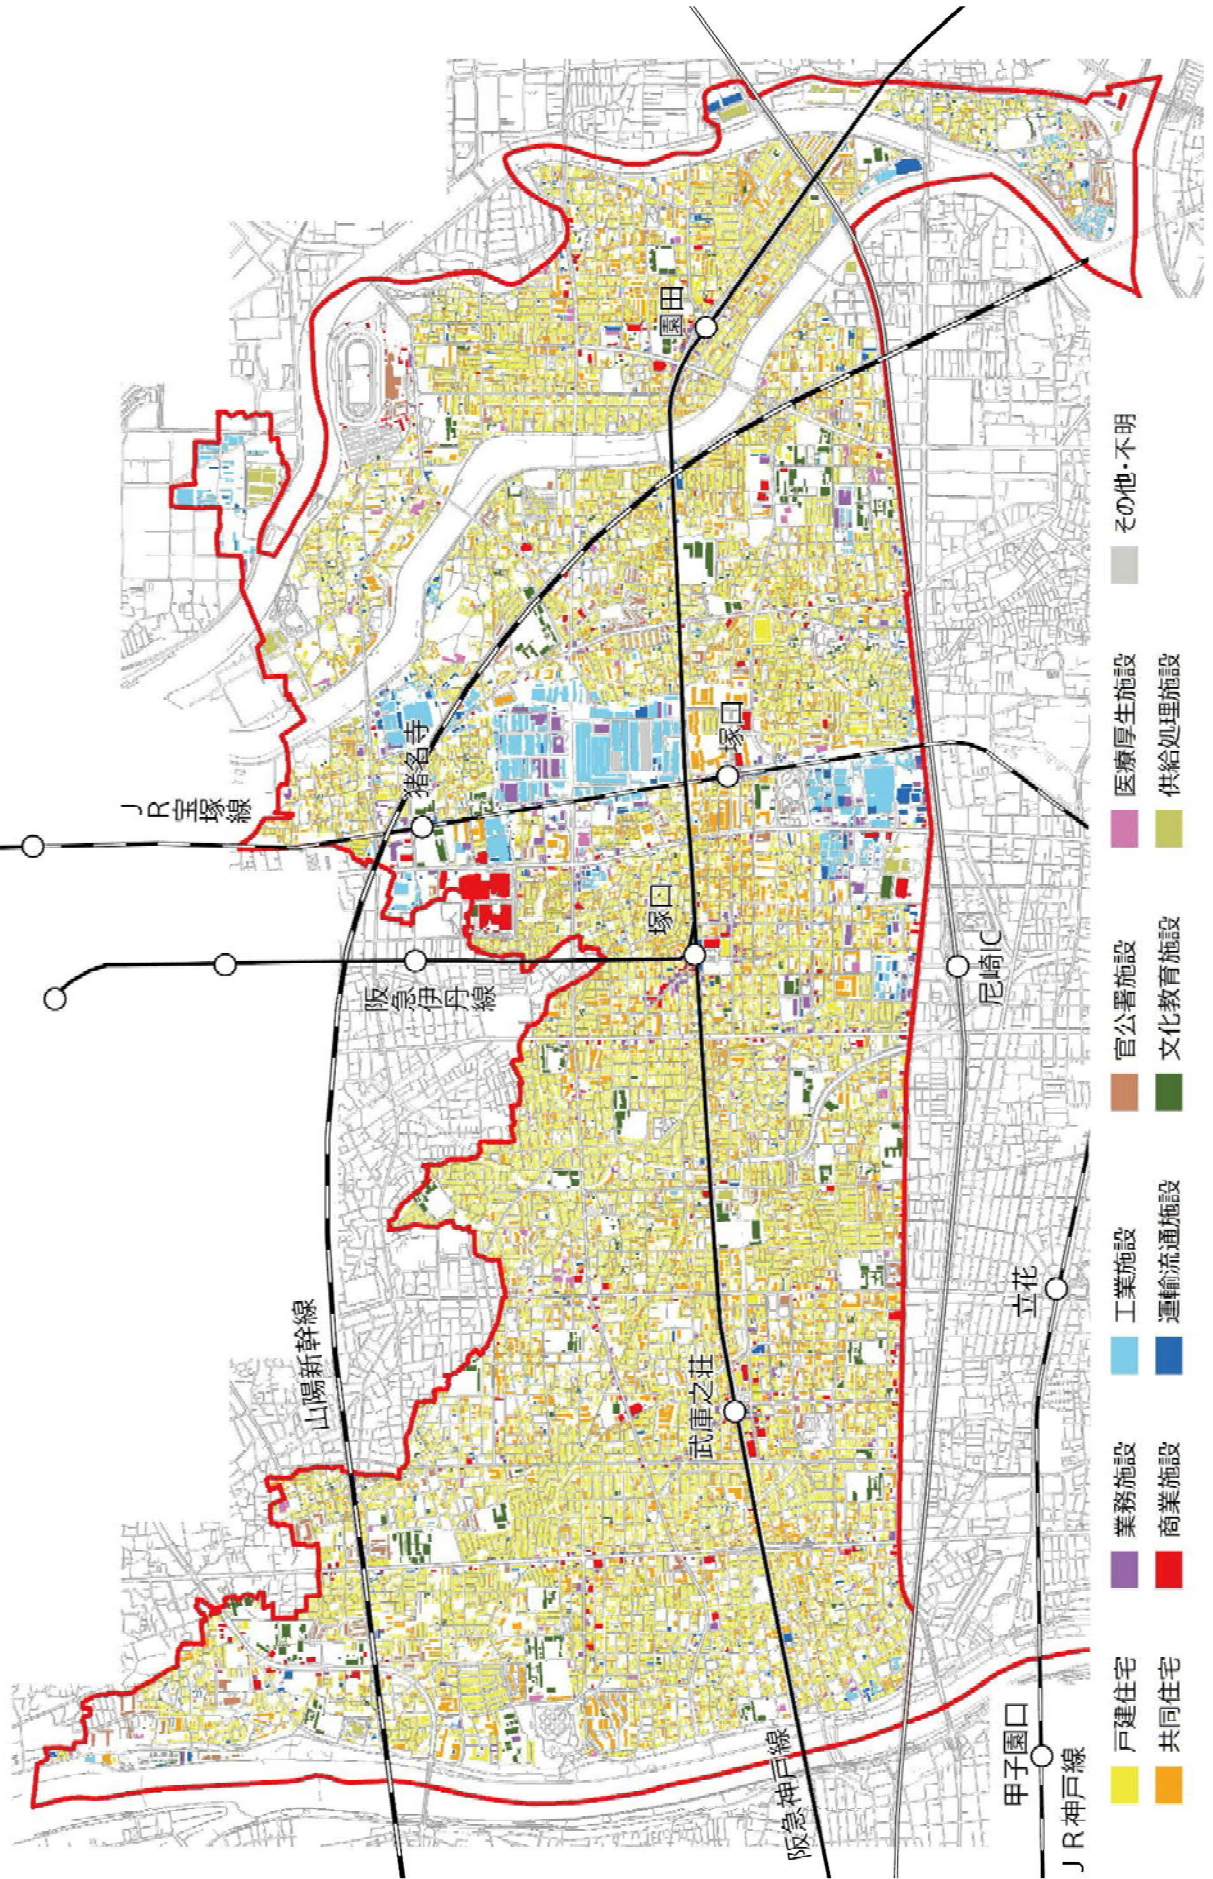 JR宝塚線
猪名寺
園田
塚口
塚口
阪急伊丹線
尼崎IC
山陽新幹線
武庫之荘
立花
阪急神戸線
甲子園口
JR神戸線
戸建住宅
業務施設
工業施設
官公署施設
医療厚生施設
その他・不明
共同住宅
商業施設
運輸流通施設
文化教育施設
供給処理施設